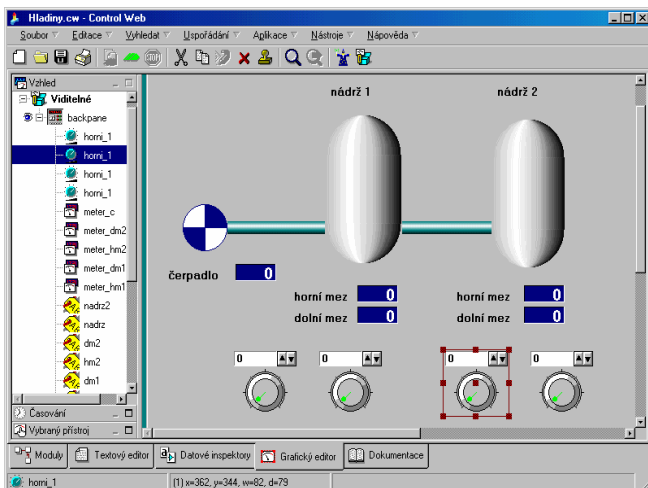 Hladiny.cw - Control Web
Soubor Editace Vyhledat Uspořádání Aplikace Nástroje Nápověda
STOP
Vzhled
Viditelné
backpane
horni_1
horni_1
horni_1
horni_1
meter_c
meter_dm2
meter_hm2
meter_dm1
meter_hm1
nadrz2
nadrz
dm2
hm2
dm1
Časování
Vybraný přístroj
nádrž 1 nádrž 2
čerpadlo 0
horní mez 0 horní mez 0
dolní mez 0 dolní mez 0
0 0 0 0
Moduly Textový editor Datové inspektory Grafický editor Dokumentace
horni_1 (1) x=362, y=344, w=82, d=79